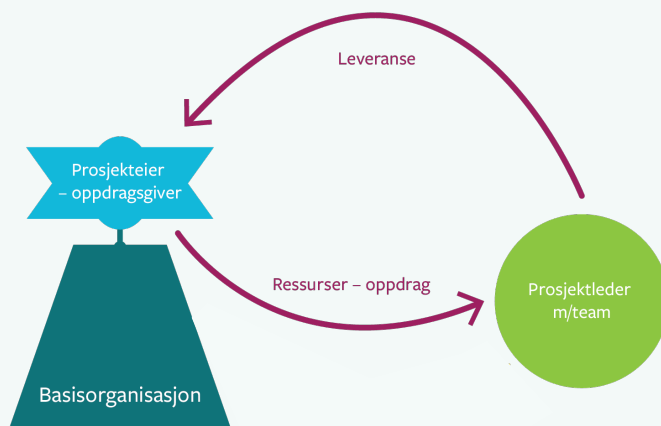 Leveranse
Prosjekteier
– oppdragsgiver
Ressurser – oppdrag
Prosjektleder
m/team
Basisorganisasjon